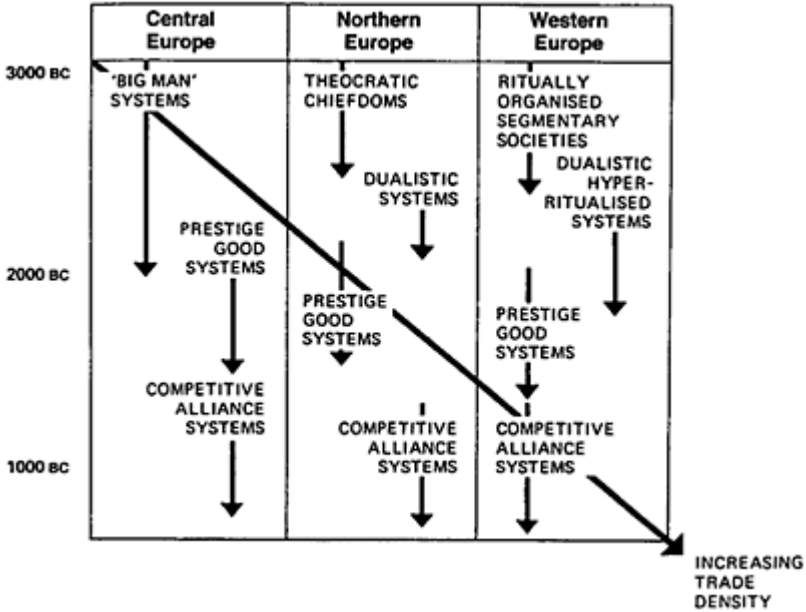 Central
Europe
Northern
Europe
Western
Europe
3000 BC
'BIG MAN'
SYSTEMS
THEOCRATIC
CHIEFDOMS
RITUALLY
ORGANISED
SEGMENTARY
SOCIETIES
DUALISTIC
SYSTEMS
DUALISTIC
HYPER-
RITUALISED
SYSTEMS
PRESTIGE
GOOD
SYSTEMS
2000 BC
PRESTIGE
GOOD
SYSTEMS
PRESTIGE
GOOD
SYSTEMS
COMPETITIVE
ALLIANCE
SYSTEMS
COMPETITIVE
ALLIANCE
SYSTEMS
COMPETITIVE
ALLIANCE
SYSTEMS
1000 BC
INCREASING
TRADE
DENSITY